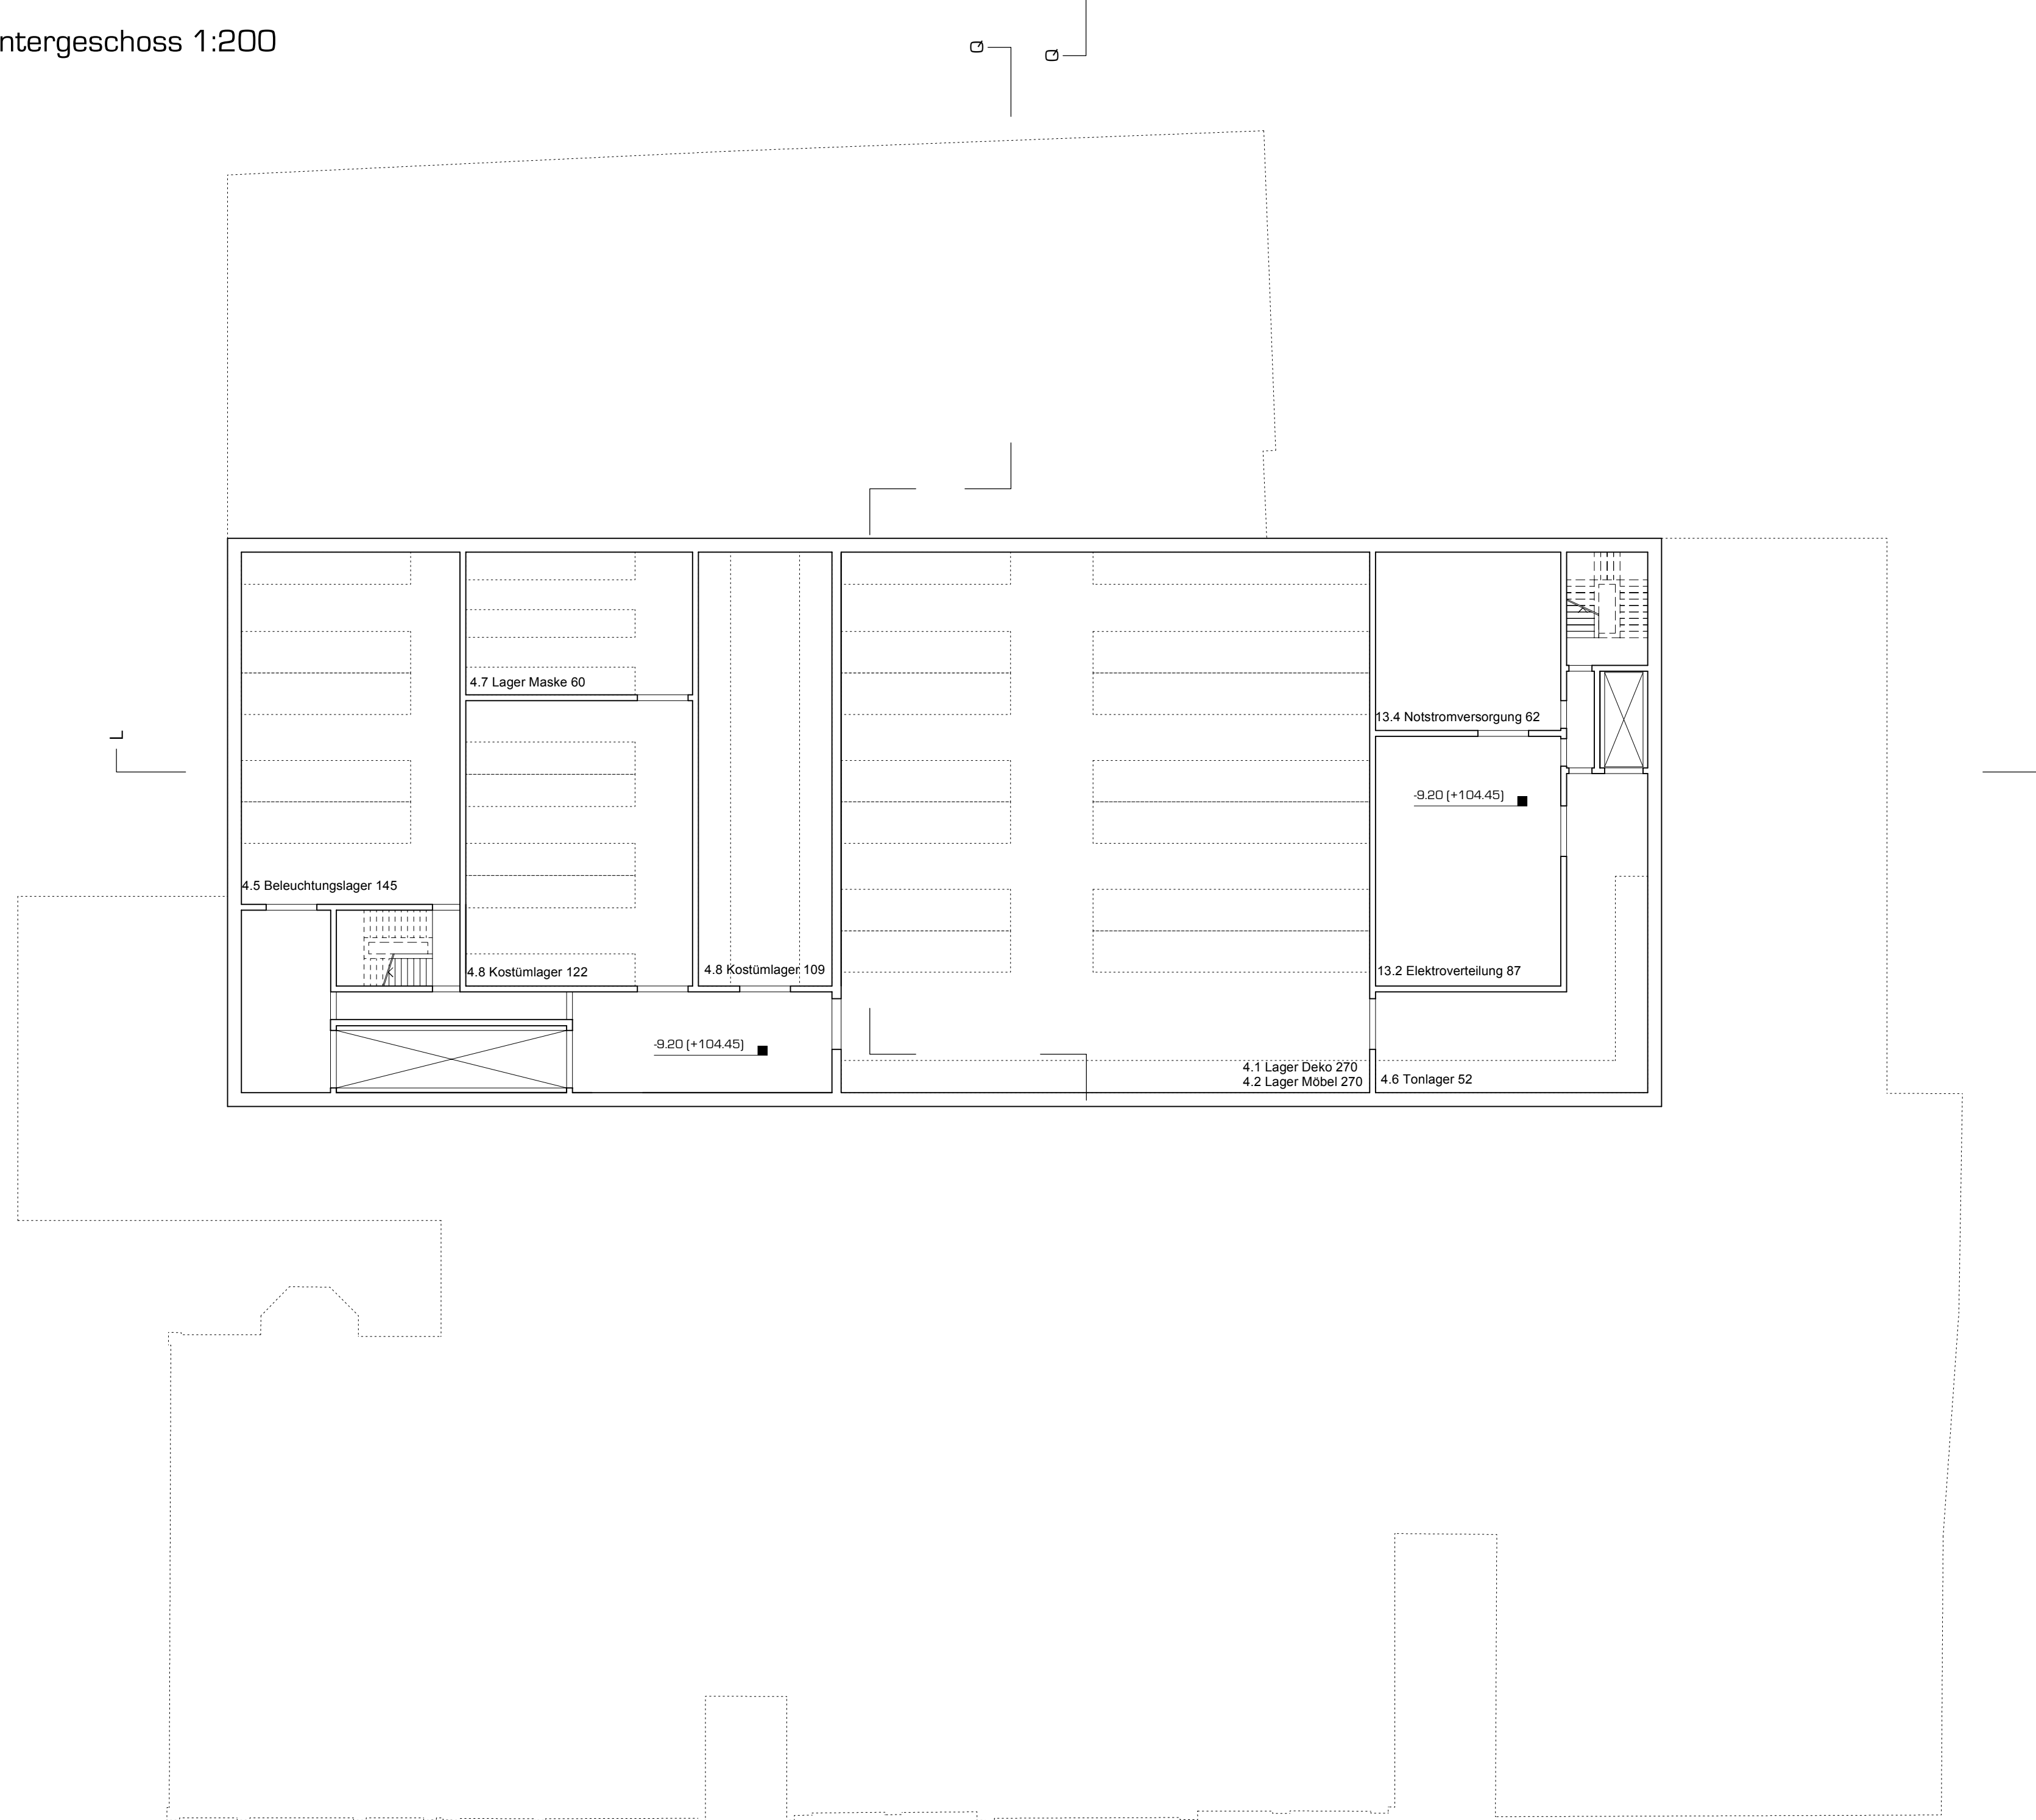 ntergeschoss 1:200
Q
Q
4.7 Lager Maske 60
13.4 Notstromversorgung 62
L
-9.20 (+104.45)
4.5 Beleuchtungslager 145
4.8 Kostümlager 122
4.8 Kostümlager 109
13.2 Elektroverteilung 87
-9.20 (+104.45)
4.1 Lager Deko 270
4.2 Lager Möbel 270
4.6 Tonlager 52